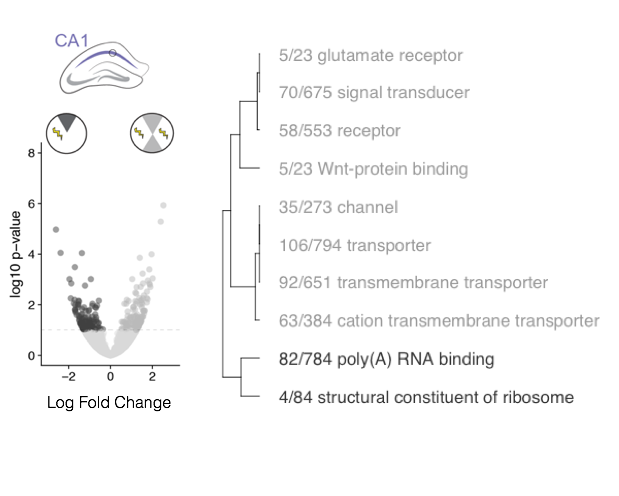 CA1
8
6
4
2
0
log10 p-value
-2 0 2
Log Fold Change
5/23 glutamate receptor
70/675 signal transducer
58/553 receptor
5/23 Wnt-protein binding
35/273 channel
106/794 transporter
92/651 transmembrane transporter
63/384 cation transmembrane transporter
82/784 poly(A) RNA binding
4/84 structural constituent of ribosome